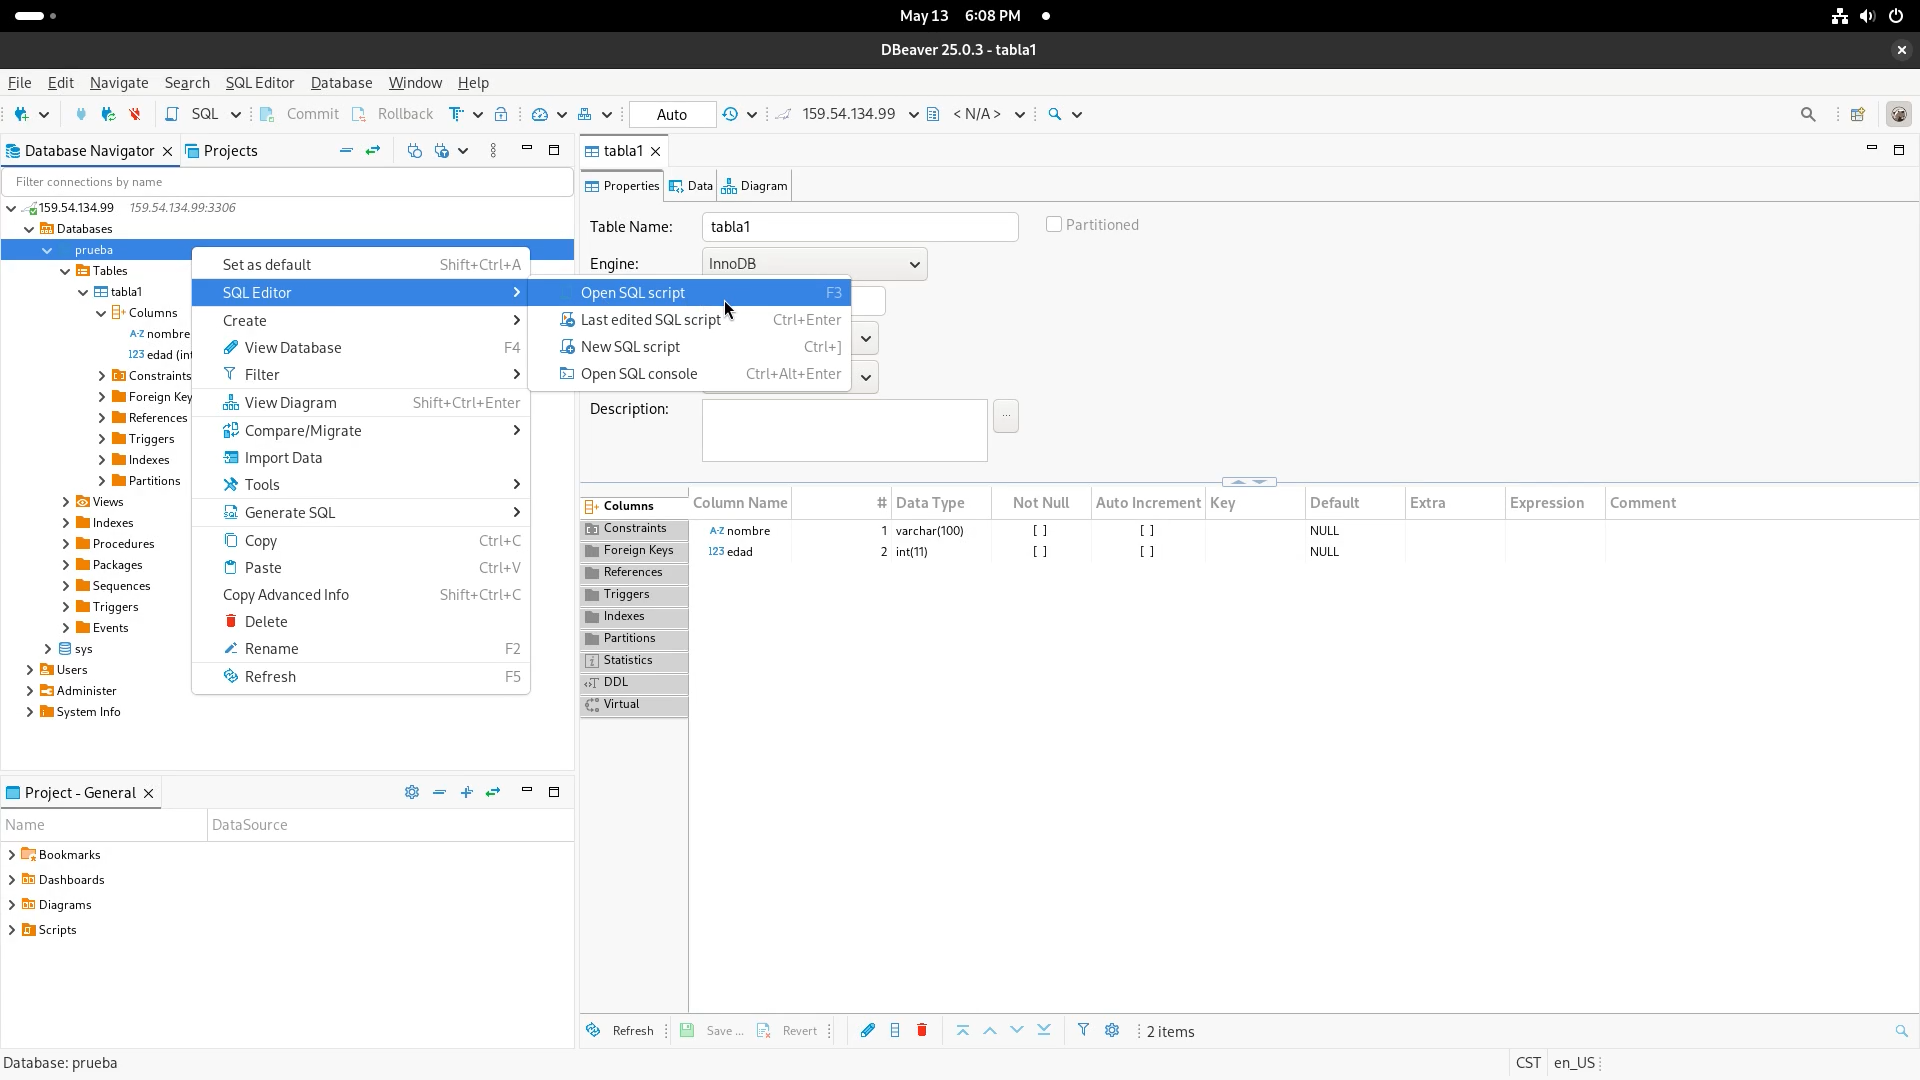 May 13 6:08 PM
DBeaver 25.0.3 - tabla1
File Edit Navigate Search SQL Editor Database Window Help
SQL Commit Rollback Auto 159.54.134.99 < N/A >
Database Navigator Projects
Filter connections by name
159.54.134.99 159.54.134.99:3306
Databases
prueba
Tables
tabla1
Columns
nombre
edad (int
Constraints
Foreign Key
References
Triggers
Indexes
Partitions
Views
Indexes
Procedures
Packages
Sequences
Triggers
Events
sys
Users
Administer
System Info
Set as default Shift+Ctrl+A
SQL Editor
Create
View Database F4
Filter
View Diagram Shift+Ctrl+Enter
Compare/Migrate
Import Data
Tools
Generate SQL
Copy Ctrl+C
Paste Ctrl+V
Copy Advanced Info Shift+Ctrl+C
Delete
Rename F2
Refresh F5
Open SQL script F3
Last edited SQL script Ctrl+Enter
New SQL script Ctrl+]
Open SQL console Ctrl+Alt+Enter
tabla1
Properties Data Diagram
Table Name: tabla1 Partitioned
Engine: InnoDB
Description: ...
Columns
Constraints
Foreign Keys
References
Triggers
Indexes
Partitions
Statistics
DDL
Virtual
Column Name # Data Type Not Null Auto Increment Key Default Extra Expression Comment
A-Z nombre 1 varchar(100) [ ] [ ] NULL
123 edad 2 int(11) [ ] [ ] NULL
Refresh Save ... Revert 2 items
Project - General
Name DataSource
Bookmarks
Dashboards
Diagrams
Scripts
Database: prueba CST en_US